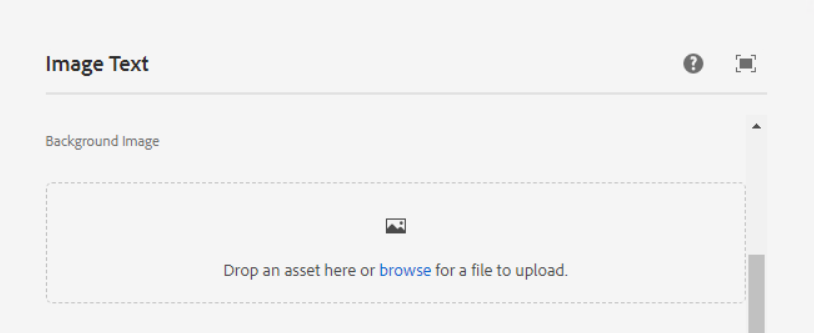 Image Text
Background Image
Drop an asset here or browse for a file to upload.